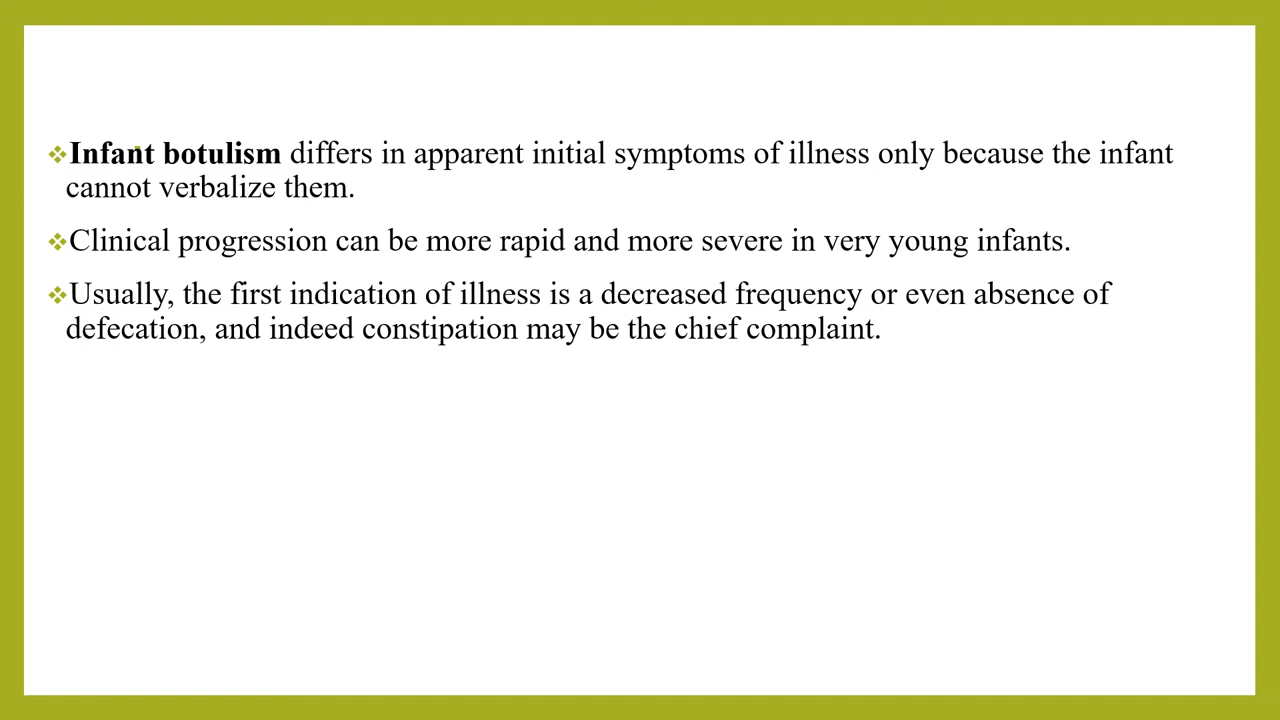 ❖Infant botulism differs in apparent initial symptoms of illness only because the infant
cannot verbalize them.
❖Clinical progression can be more rapid and more severe in very young infants.
❖Usually, the first indication of illness is a decreased frequency or even absence of
defecation, and indeed constipation may be the chief complaint.